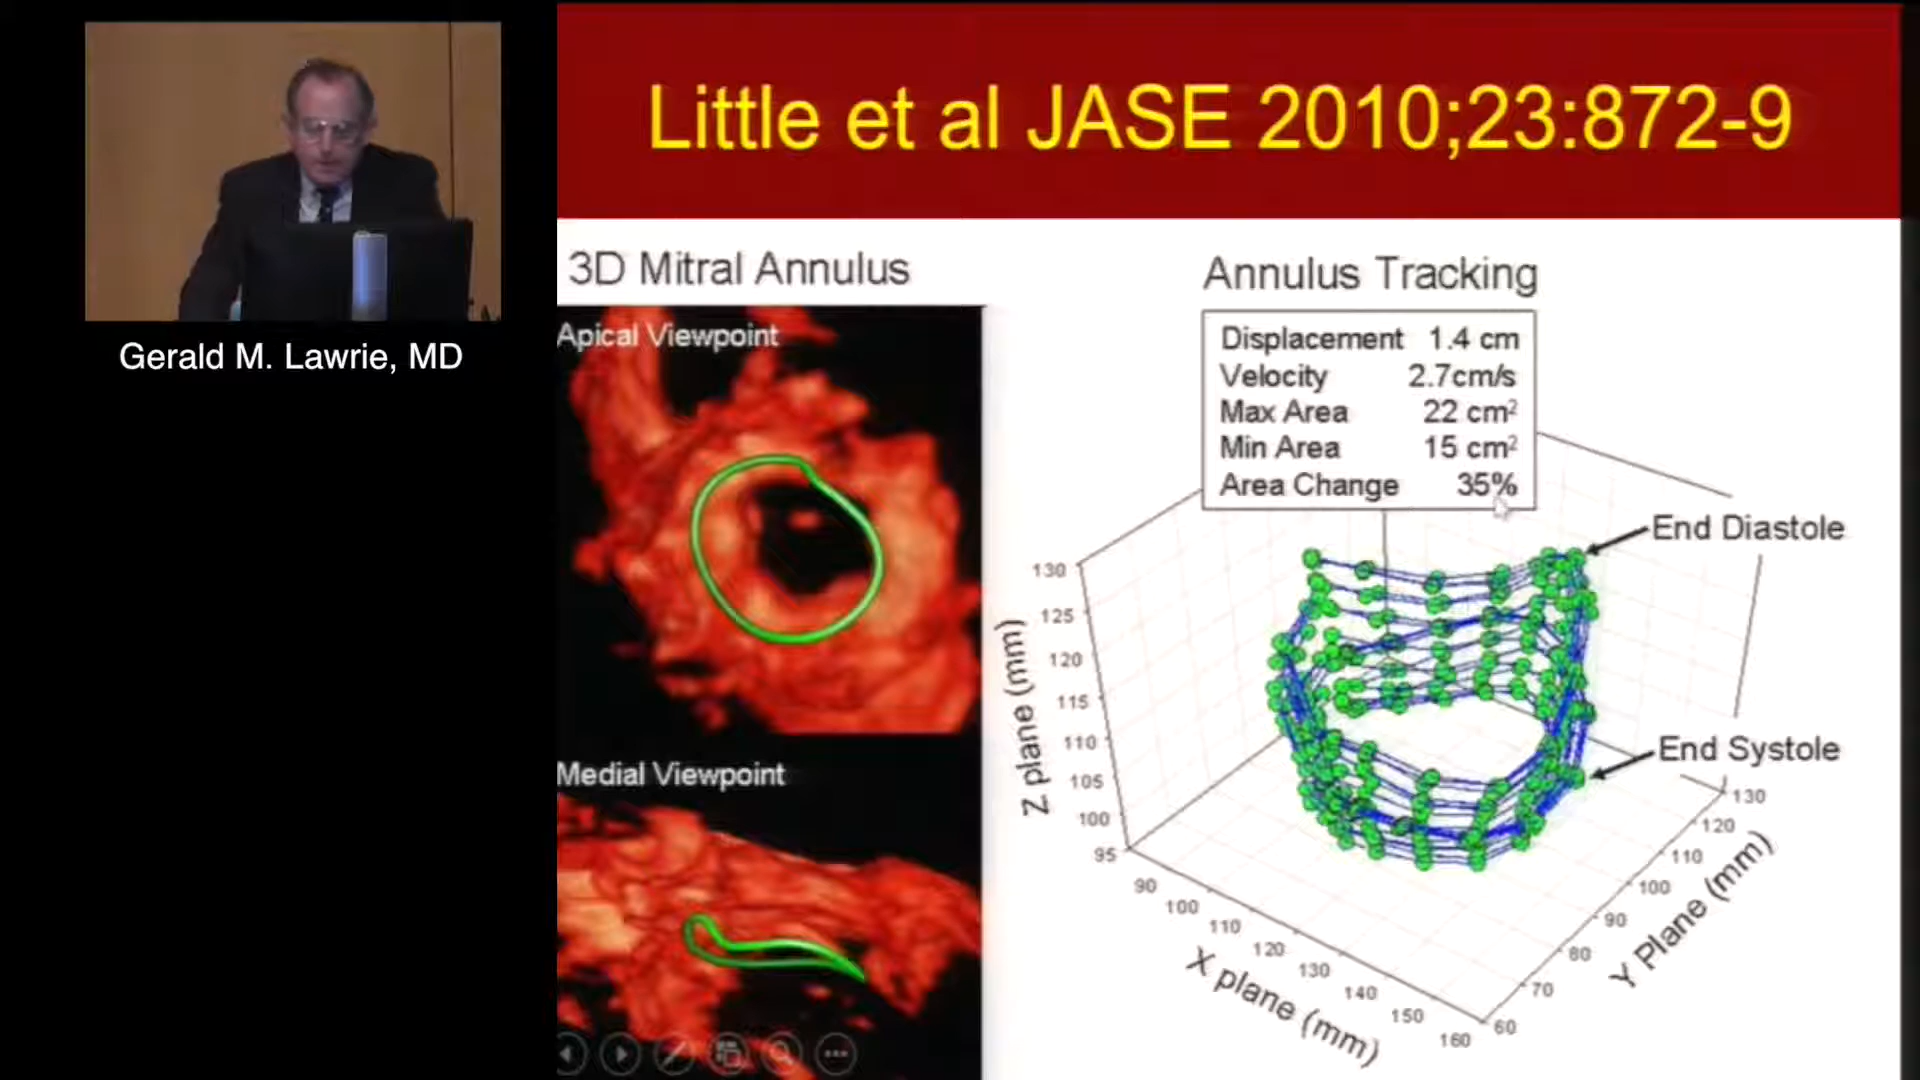 Gerald M. Lawrie, MD
Little et al JASE 2010;23:872-9
3D Mitral Annulus
Apical Viewpoint
Medial Viewpoint
Annulus Tracking
Displacement 1.4 cm
Velocity 2.7cm/s
Max Area 22 cm²
Min Area 15 cm²
Area Change 35%
End Diastole
End Systole
Z plane (mm)
130
125
120
115
110
105
100
95
X plane (mm)
90
100
110
120
130
140
150
160
Y Plane (mm)
60
70
80
90
100
110
120
130